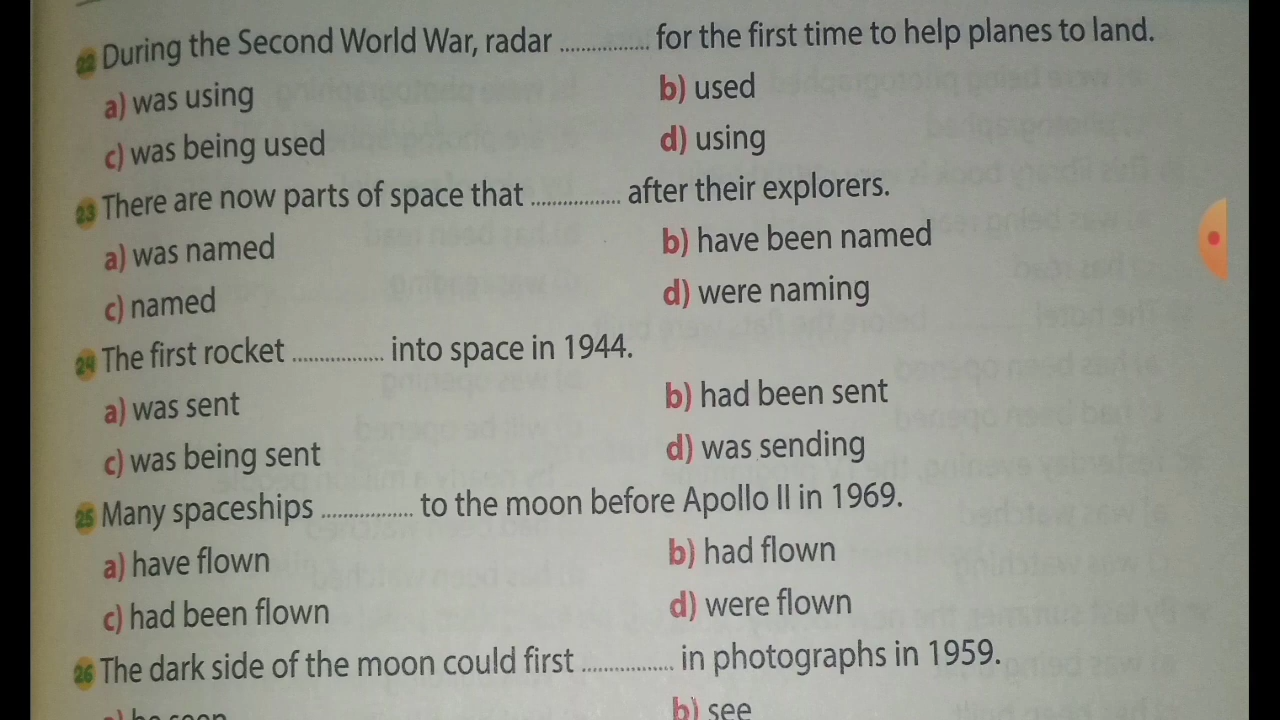 22 During the Second World War, radar ................ for the first time to help planes to land.
a) was using b) used
c) was being used d) using
23 There are now parts of space that ................ after their explorers.
a) was named b) have been named
c) named d) were naming
24 The first rocket ................ into space in 1944.
a) was sent b) had been sent
c) was being sent d) was sending
25 Many spaceships ................ to the moon before Apollo II in 1969.
a) have flown b) had flown
c) had been flown d) were flown
26 The dark side of the moon could first ................ in photographs in 1959.
a) be seen b) see